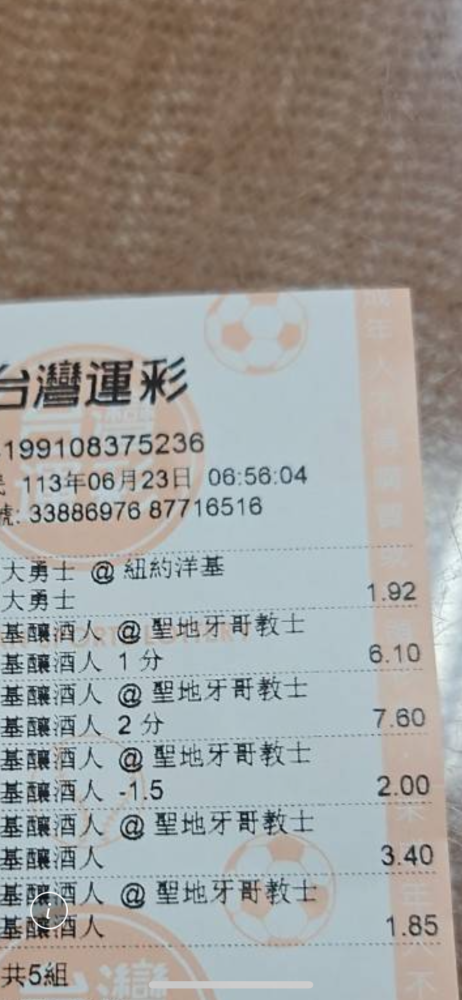 台灣運彩
199108375236
113年06月23日 06:56:04
號: 33886976 87716516
大勇士 @ 紐約洋基
大勇士 1.92
基釀酒人 @ 聖地牙哥教士
基釀酒人 1 分 6.10
基釀酒人 @ 聖地牙哥教士
基釀酒人 2 分 7.60
基釀酒人 @ 聖地牙哥教士
基釀酒人 -1.5 2.00
基釀酒人 @ 聖地牙哥教士
基釀酒人 3.40
基釀酒人 @ 聖地牙哥教士
基釀酒人 1.85
共5組